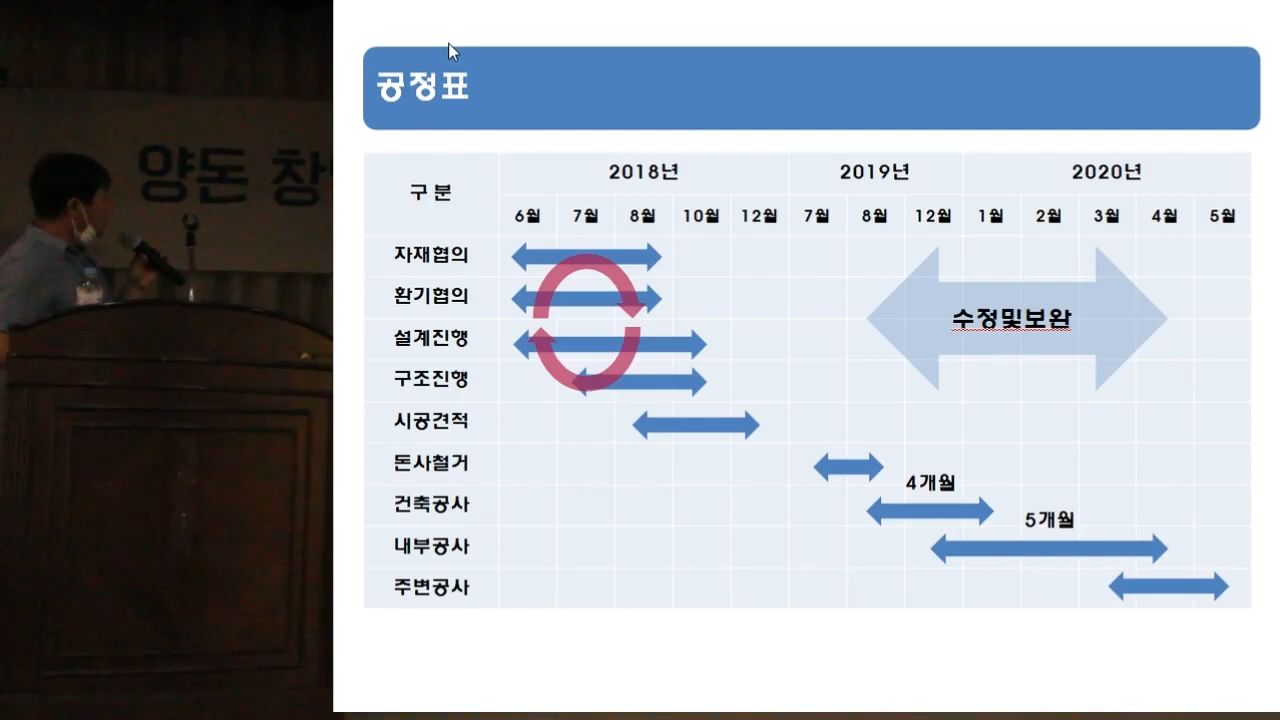 공정표
양돈 창
구 분
2018년 2019년 2020년
6월 7월 8월 10월 12월 7월 8월 12월 1월 2월 3월 4월 5월
자재협의
환기협의
수정및보완
설계진행
구조진행
시공견적
돈사철거
4개월
건축공사
5개월
내부공사
주변공사